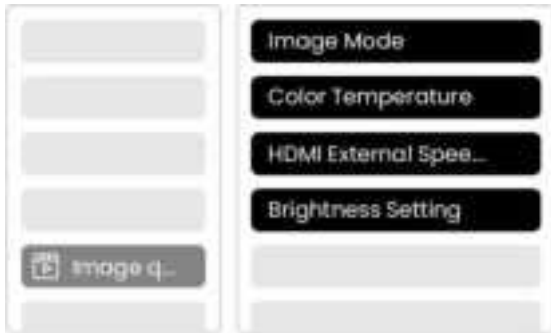 Image Mode
Color Temperature
HDMI External Spee...
Brightness Setting
Image q...